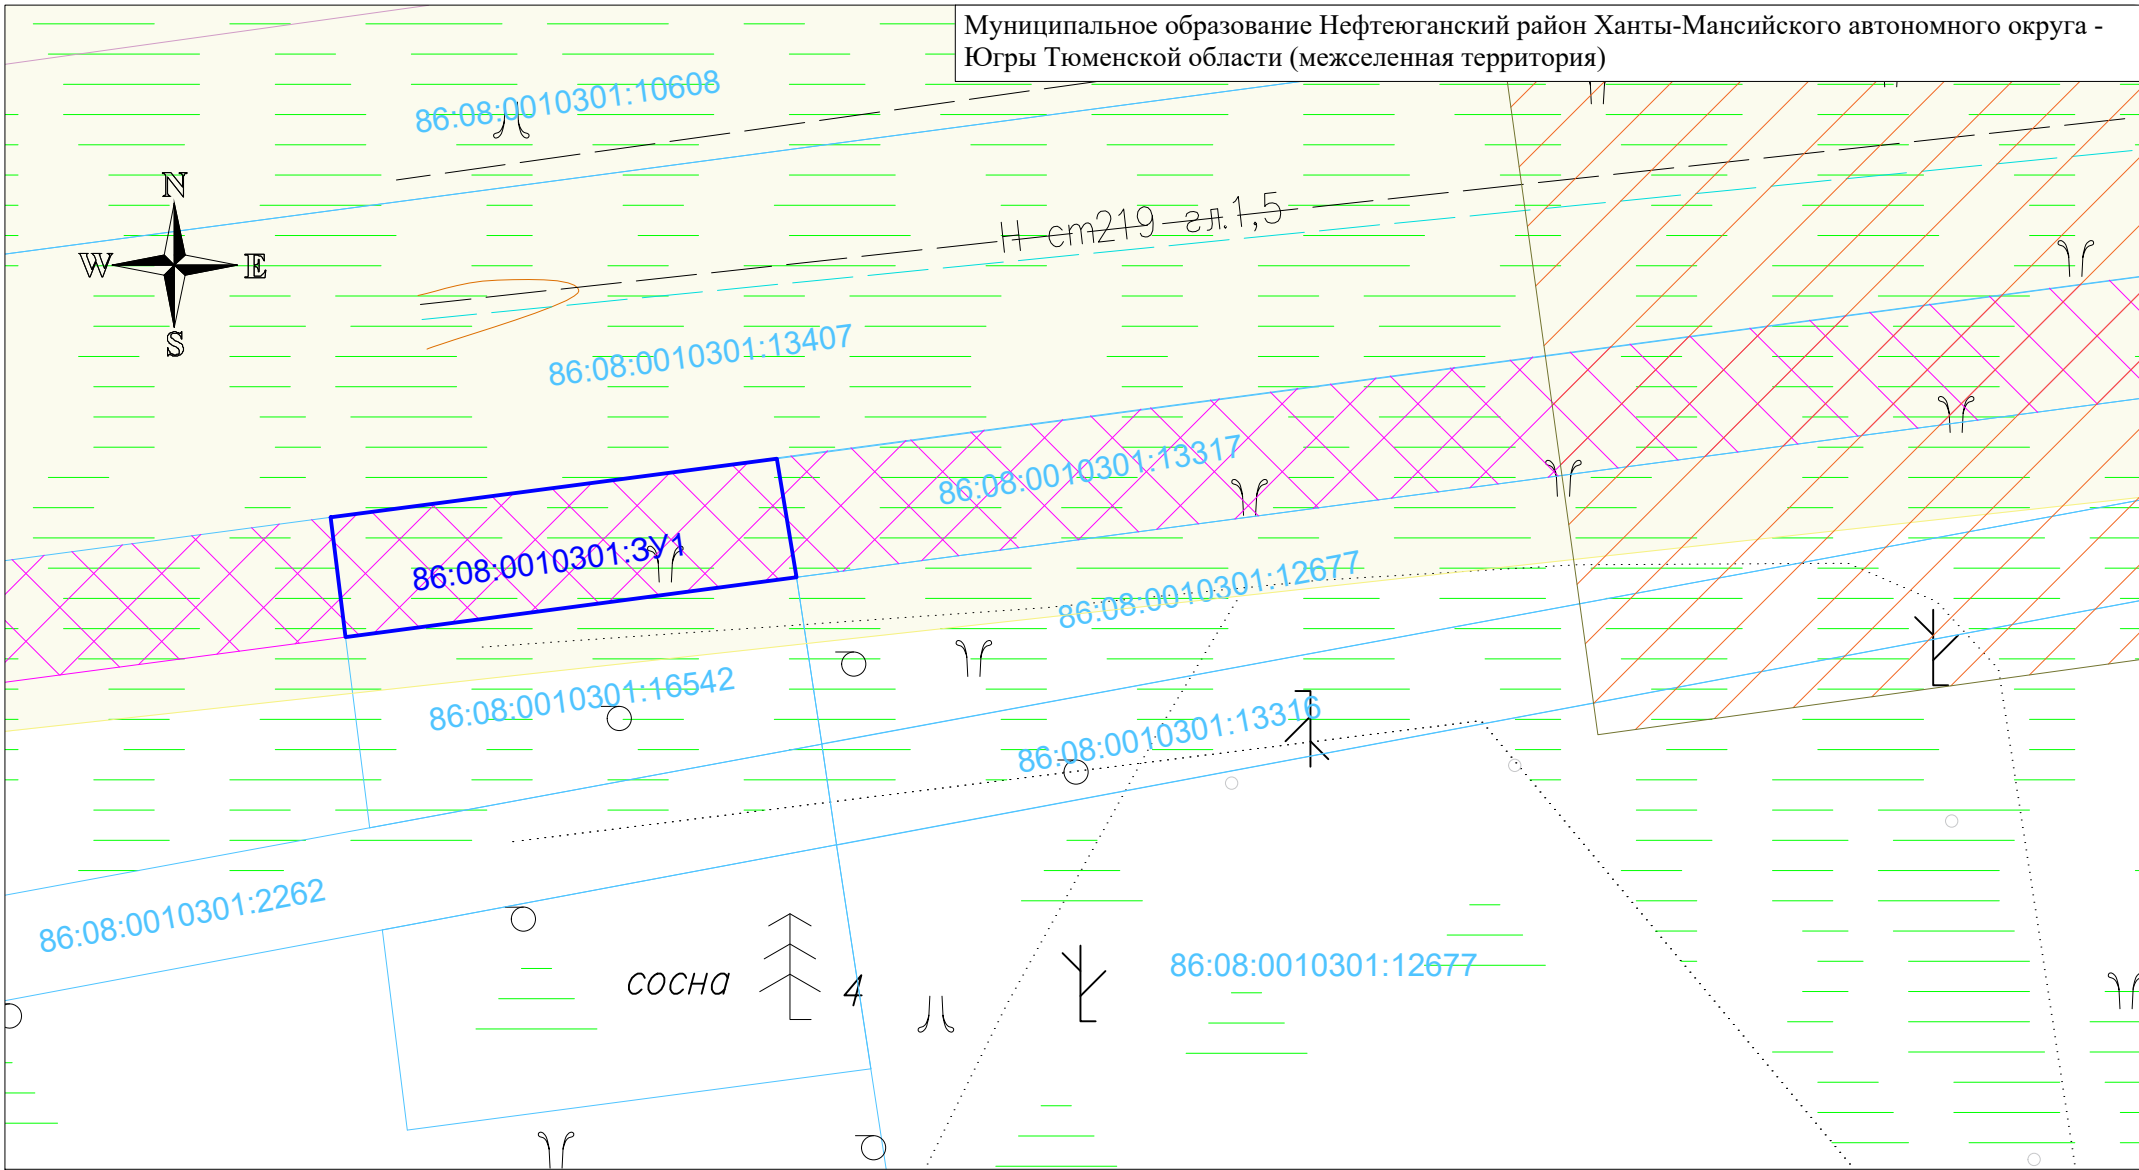 Муниципальное образование Нефтеюганский район Ханты-Мансийского автономного округа -
Югры Тюменской области (межселенная территория)
86:08:0010301:10608
N
W E
S
Н ст219 гл.1,5
86:08:0010301:13407
86:08:0010301:13317
86:08:0010301:ЗУ1
86:08:0010301:12677
86:08:0010301:16542
86:08:0010301:13316
86:08:0010301:2262
сосна 4
86:08:0010301:12677